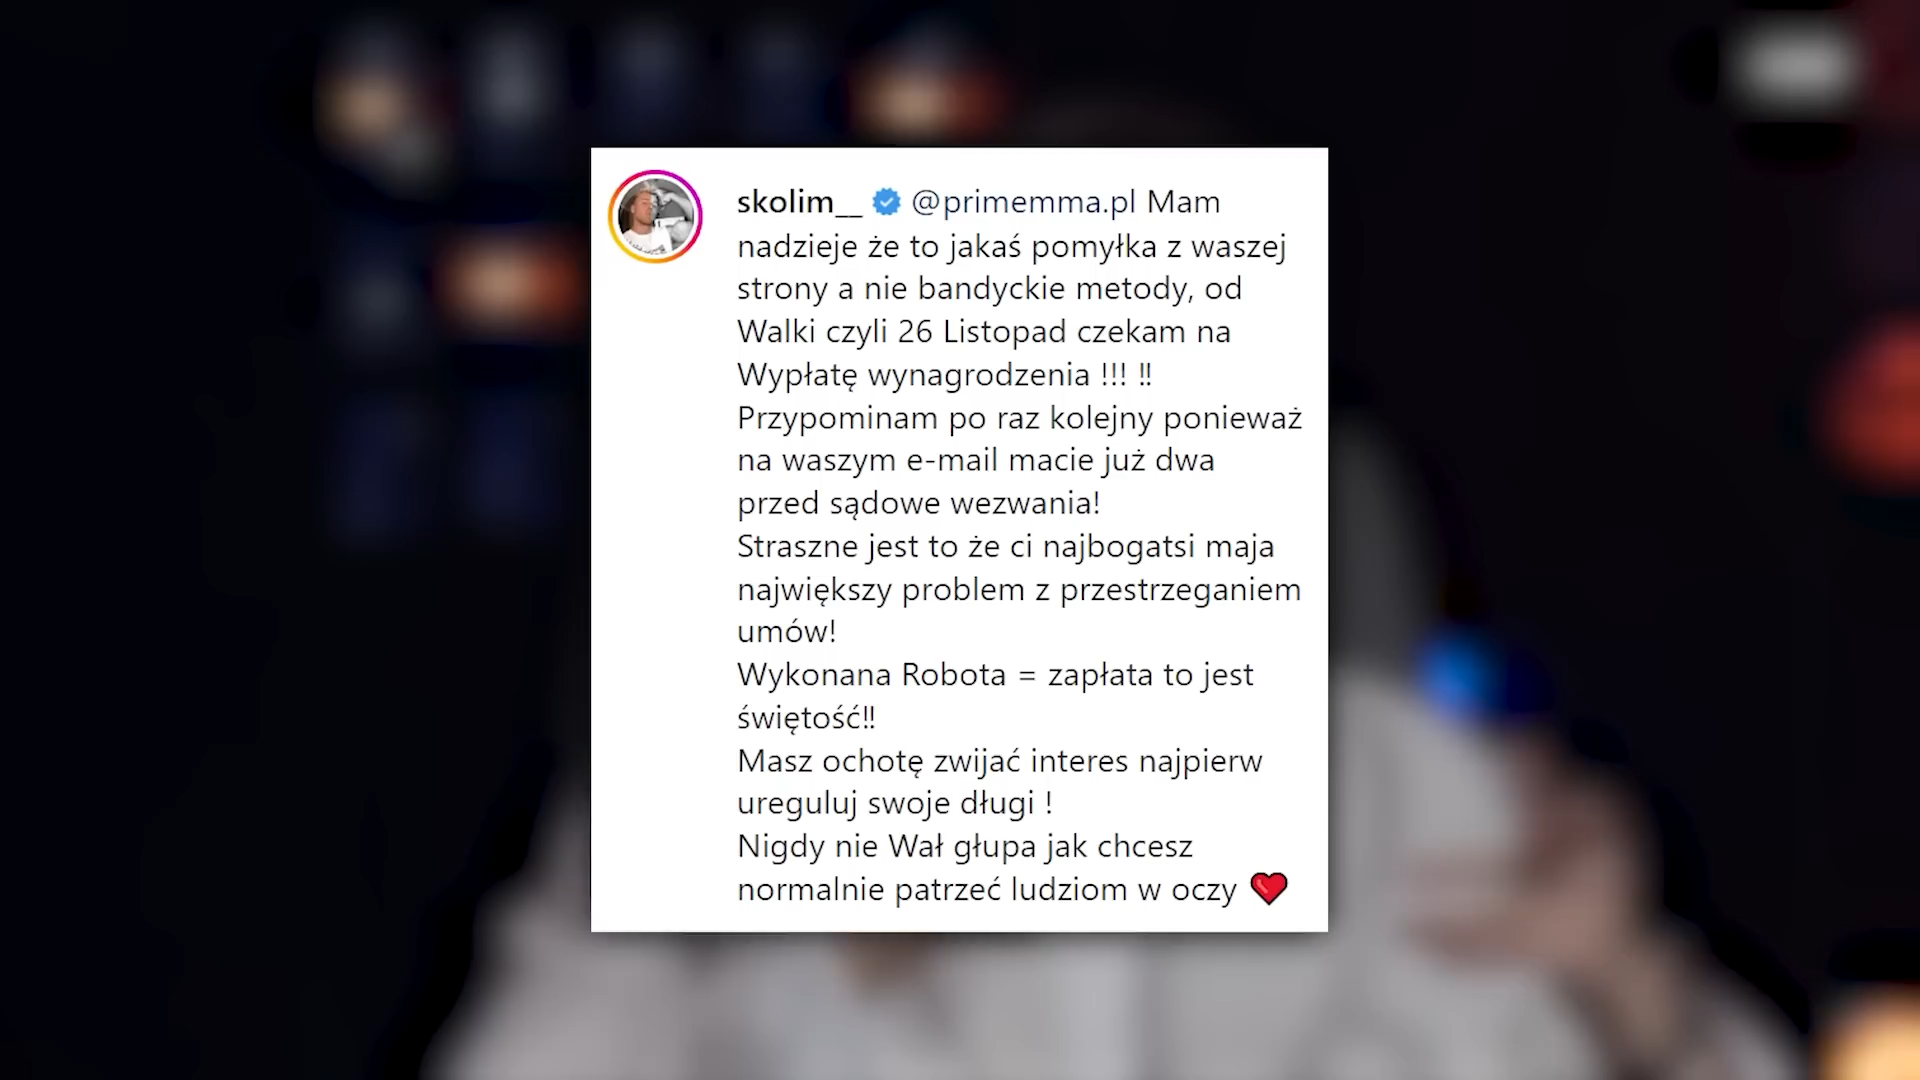 skolim__ @primemma.pl Mam
nadzieje że to jakaś pomyłka z waszej
strony a nie bandyckie metody, od
Walki czyli 26 Listopad czekam na
Wypłatę wynagrodzenia !!! ‼
Przypominam po raz kolejny ponieważ
na waszym e-mail macie już dwa
przed sądowe wezwania!
Straszne jest to że ci najbogatsi maja
największy problem z przestrzeganiem
umów!
Wykonana Robota = zapłata to jest
świętość‼
Masz ochotę zwijać interes najpierw
ureguluj swoje długi !
Nigdy nie Wał głupa jak chcesz
normalnie patrzeć ludziom w oczy ❤